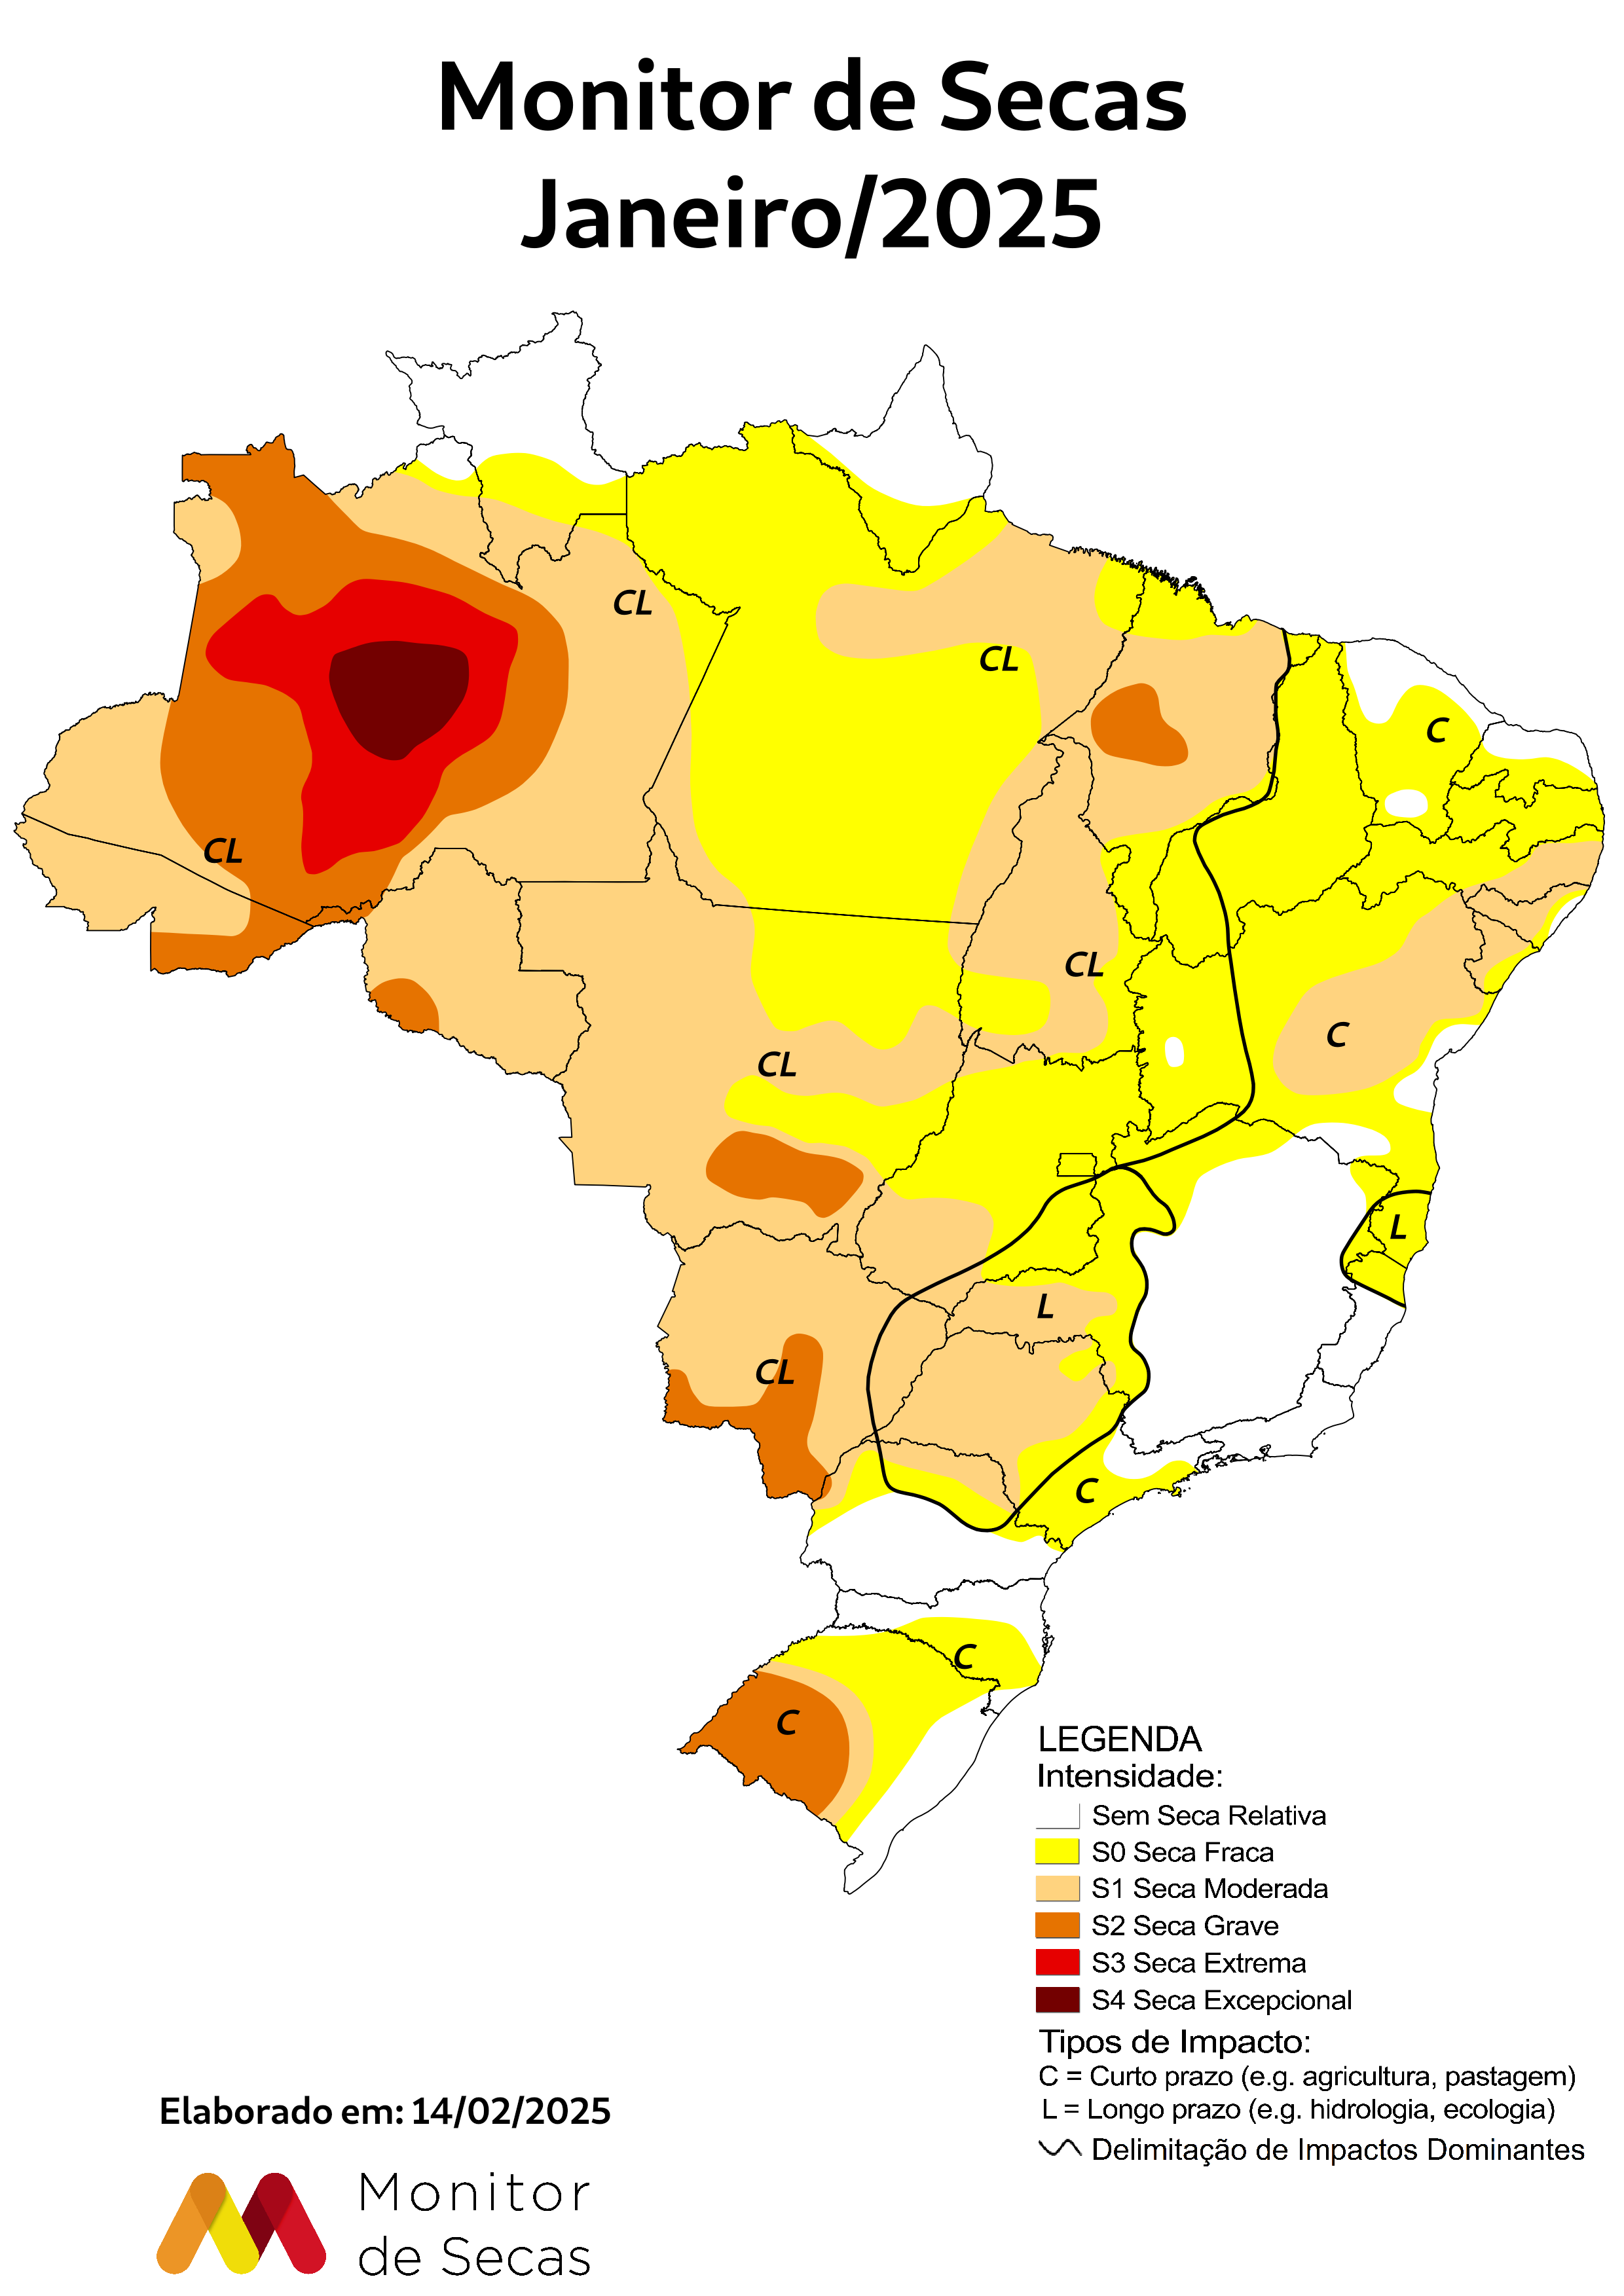 Monitor de Secas
Janeiro/2025
CL
CL
C
CL
CL
C
CL
L
L
CL
C
C
C
LEGENDA
Intensidade:
Sem Seca Relativa
S0 Seca Fraca
S1 Seca Moderada
S2 Seca Grave
S3 Seca Extrema
S4 Seca Excepcional
Tipos de Impacto:
C = Curto prazo (e.g. agricultura, pastagem)
L = Longo prazo (e.g. hidrologia, ecologia)
Delimitação de Impactos Dominantes
Elaborado em: 14/02/2025
Monitor
de Secas